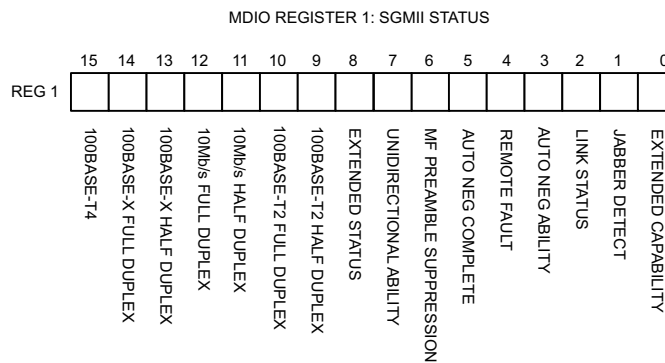 MDIO REGISTER 1: SGMII STATUS
15 14 13 12 11 10 9 8 7 6 5 4 3 2 1 0
REG 1
100BASE-T4
100BASE-X FULL DUPLEX
100BASE-X HALF DUPLEX
10Mb/s FULL DUPLEX
10Mb/s HALF DUPLEX
100BASE-T2 FULL DUPLEX
100BASE-T2 HALF DUPLEX
EXTENDED STATUS
UNIDIRECTIONAL ABILITY
MF PREAMBLE SUPPRESSION
AUTO NEG COMPLETE
REMOTE FAULT
AUTO NEG ABILITY
LINK STATUS
JABBER DETECT
EXTENDED CAPABILITY